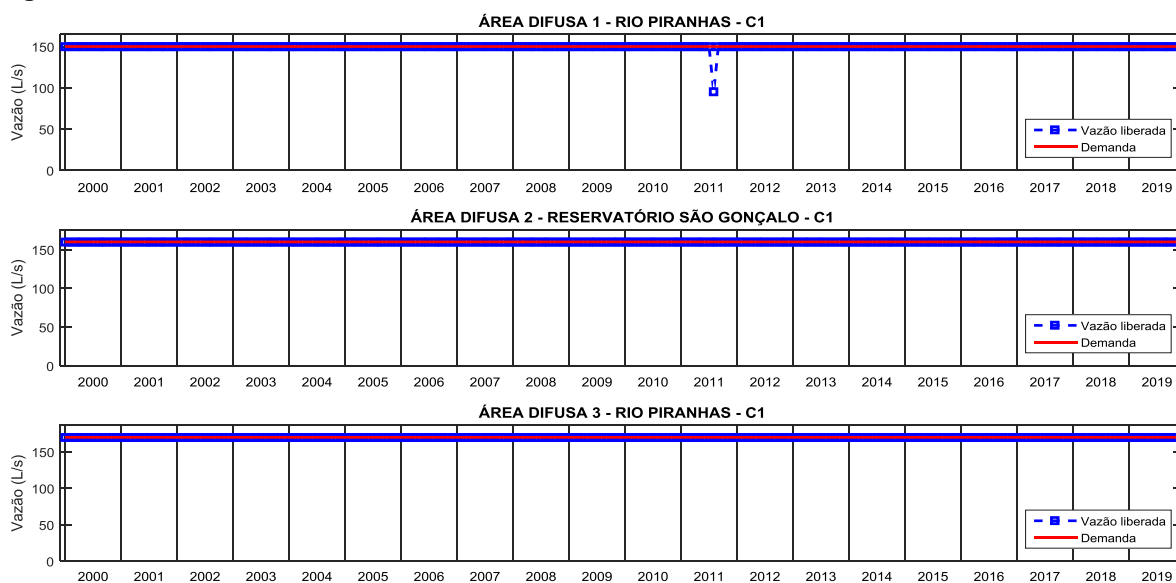 ÁREA DIFUSA 1 - RIO PIRANHAS - C1
Vazão (L/s)
150
100
50
0
Vazão liberada
Demanda
2000 2001 2002 2003 2004 2005 2006 2007 2008 2009 2010 2011 2012 2013 2014 2015 2016 2017 2018 2019
ÁREA DIFUSA 2 - RESERVATÓRIO SÃO GONÇALO - C1
Vazão (L/s)
150
100
50
0
Vazão liberada
Demanda
2000 2001 2002 2003 2004 2005 2006 2007 2008 2009 2010 2011 2012 2013 2014 2015 2016 2017 2018 2019
ÁREA DIFUSA 3 - RIO PIRANHAS - C1
Vazão (L/s)
150
100
50
0
Vazão liberada
Demanda
2000 2001 2002 2003 2004 2005 2006 2007 2008 2009 2010 2011 2012 2013 2014 2015 2016 2017 2018 2019